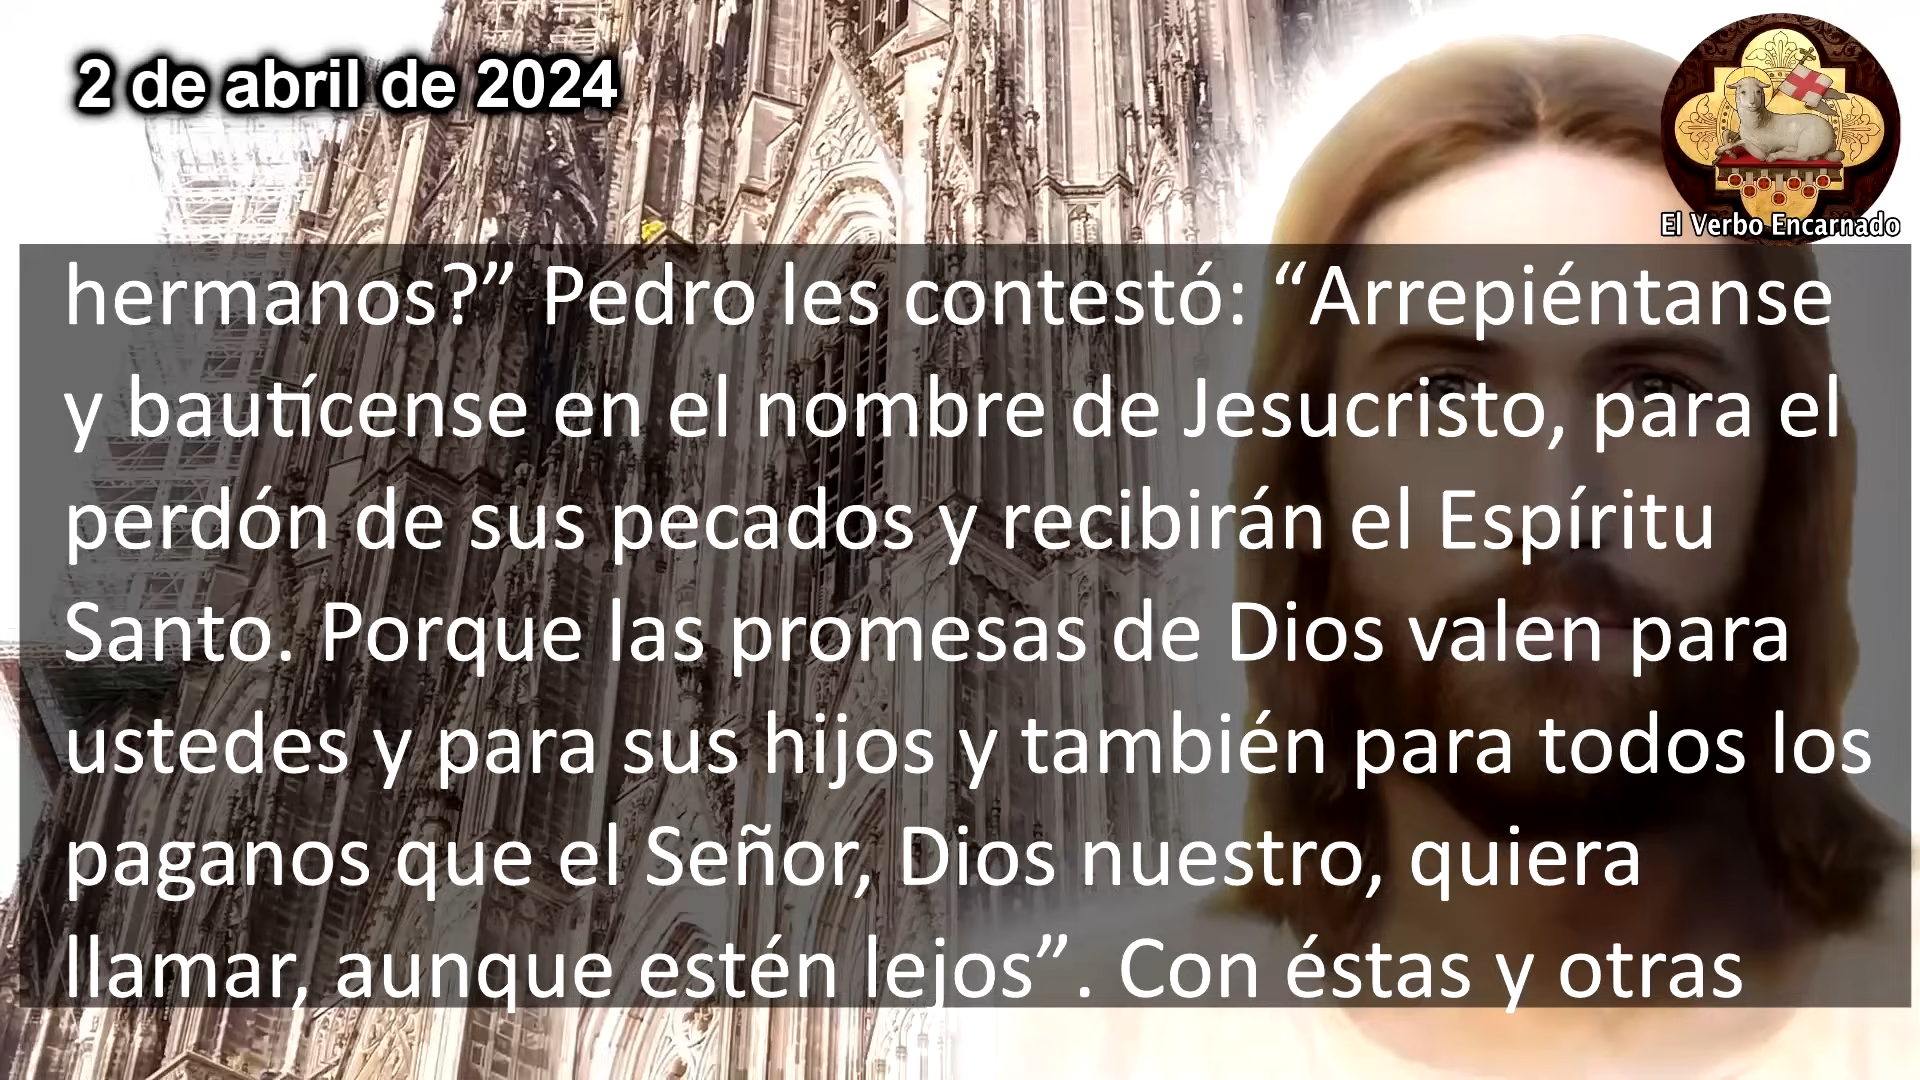 2 de abril de 2024
El Verbo Encarnado
hermanos?” Pedro les contestó: “Arrepiéntanse
y bautícense en el nombre de Jesucristo, para el
perdón de sus pecados y recibirán el Espíritu
Santo. Porque las promesas de Dios valen para
ustedes y para sus hijos y también para todos los
paganos que el Señor, Dios nuestro, quiera
llamar, aunque estén lejos”. Con éstas y otras